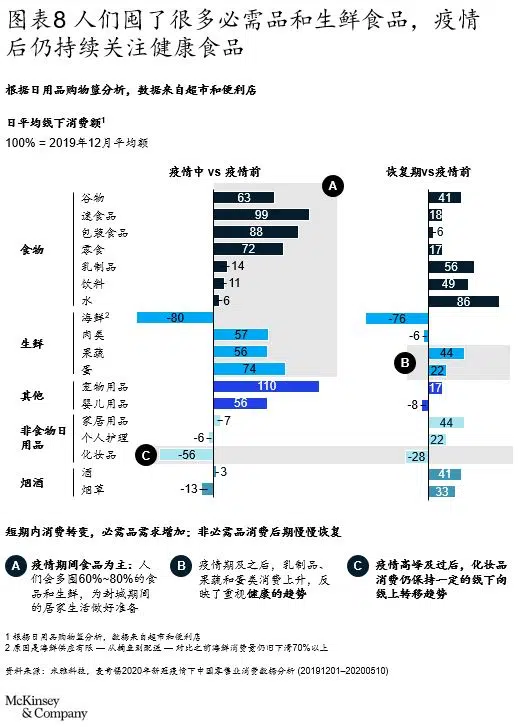 图表8 人们囤了很多必需品和生鲜食品，疫情
后仍持续关注健康食品
根据日用品购物篮分析，数据来自超市和便利店
日平均线下消费额1
100% = 2019年12月平均额
疫情中 vs 疫情前 恢复期vs疫情前
A
食物
谷物 63 41
速食品 99 18
包装食品 88 6
零食 72 17
乳制品 14 56
饮料 11 49
水 6 86
生鲜
海鲜2 -80 -76
肉类 57 -6
果蔬 56 44
蛋 74 22
B
其他
宠物用品 110 17
婴儿用品 56 -8
非食物日
用品
家居用品 7 44
个人护理 -6 22
化妆品 -56 -28
C
烟酒
酒 3 41
烟草 -13 33
短期内消费转变，必需品需求增加；非必需品消费后期慢慢恢复
A 疫情期间食品为主：人
们会多囤60%~80%的食
品和生鲜，为封城期间
的居家生活做好准备
B 疫情期及之后，乳制品、
果蔬和蛋类消费上升，反
映了重视健康的趋势
C 疫情高峰及过后，化妆品
消费仍保持一定的线下向
线上转移趋势
1 根据日用品购物篮分析，数据来自超市和便利店
2 原因是海鲜供应有限 — 从捕鱼到配送 — 对比之前海鲜消费量仍旧下滑70%以上
资料来源：永雅科技，麦肯锡2020年新冠疫情下中国零售业消费数据分析 (20191201–20200510)
McKinsey
& Company